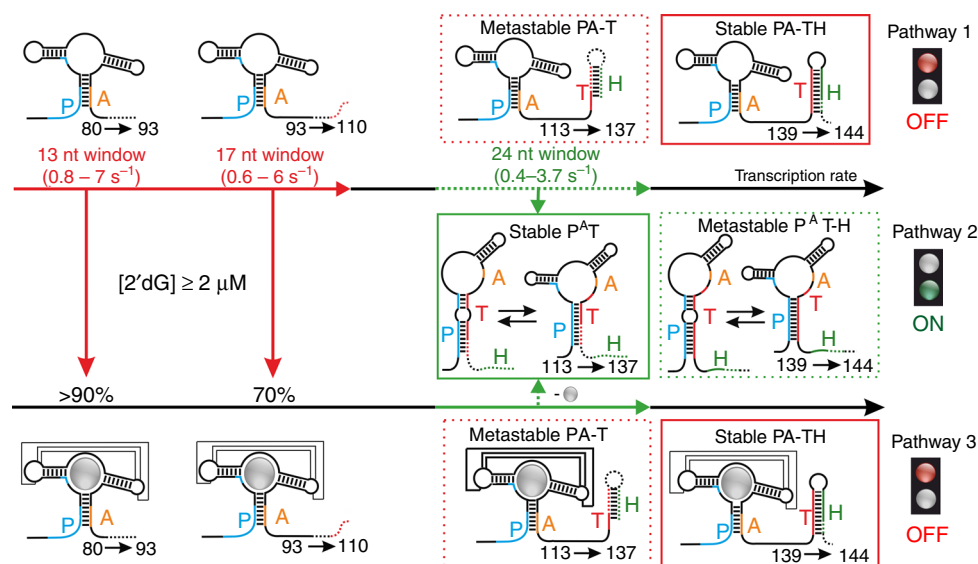 Metastable PA-T
Stable PA-TH
Pathway 1
P
A
80 → 93
P
A
93 → 110
P
A
T
H
113 → 137
P
A
T
H
139 → 144
OFF
13 nt window
(0.8 – 7 s⁻¹)
17 nt window
(0.6 – 6 s⁻¹)
24 nt window
(0.4–3.7 s⁻¹)
Transcription rate
[2′dG] ≥ 2 μM
Stable PᴬT
Metastable Pᴬ T-H
Pathway 2
P
T
A
P
T
H
H
113 → 137
P
T
A
P
T
H
H
139 → 144
ON
>90%
70%
-
Metastable PA-T
Stable PA-TH
Pathway 3
P
A
80 → 93
P
A
93 → 110
P
A
T
H
113 → 137
P
A
T
H
139 → 144
OFF